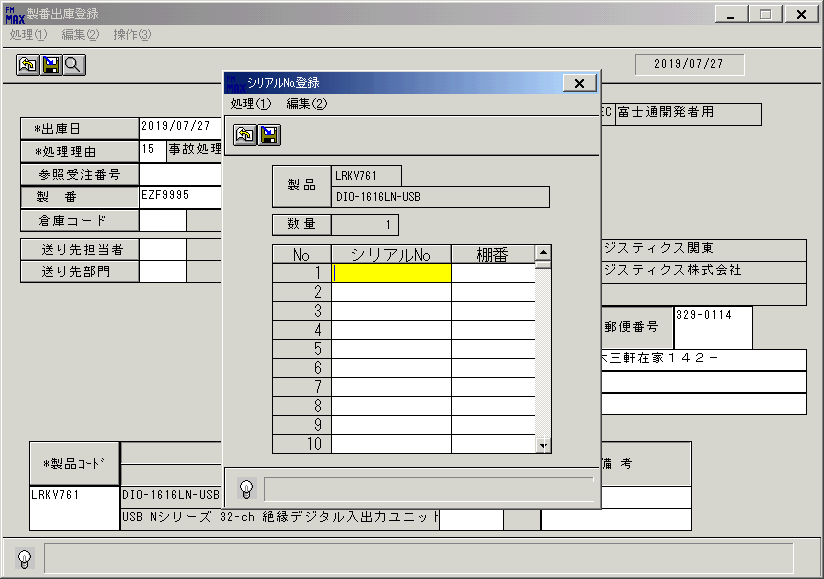 FM MAX 製番出庫登録
処理(1) 編集(2) 操作(3)
2019/07/27
EC 富士通開発者用
*出庫日 2019/07/27
*処理理由 15 事故処理
参照受注番号
製 番 EZF9995
倉庫コード
送り先担当者
送り先部門
ジスティクス関東
ジスティクス株式会社
郵便番号 329-0114
三軒在家142-
*製品コード 備 考
LRKV761 DIO-1616LN-USB
USB Nシリーズ 32-ch 絶縁デジタル入出力ユニット
シリアルNo.登録
処理(1) 編集(2)
製品 LRKV761
DIO-1616LN-USB
数量 1
No シリアルNo 棚番
1
2
3
4
5
6
7
8
9
10